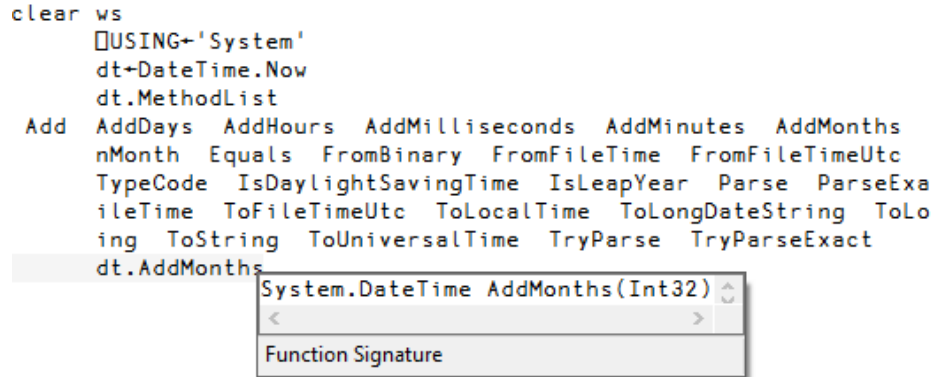 clear ws
⎕USING←'System'
dt←DateTime.Now
dt.MethodList
Add  AddDays  AddHours  AddMilliseconds  AddMinutes  AddMonths
nMonth  Equals  FromBinary  FromFileTime  FromFileTimeUtc
TypeCode  IsDaylightSavingTime  IsLeapYear  Parse  ParseExa
ileTime  ToFileTimeUtc  ToLocalTime  ToLongDateString  ToLo
ing  ToString  ToUniversalTime  TryParse  TryParseExact
dt.AddMonths
System.DateTime AddMonths(Int32)
Function Signature